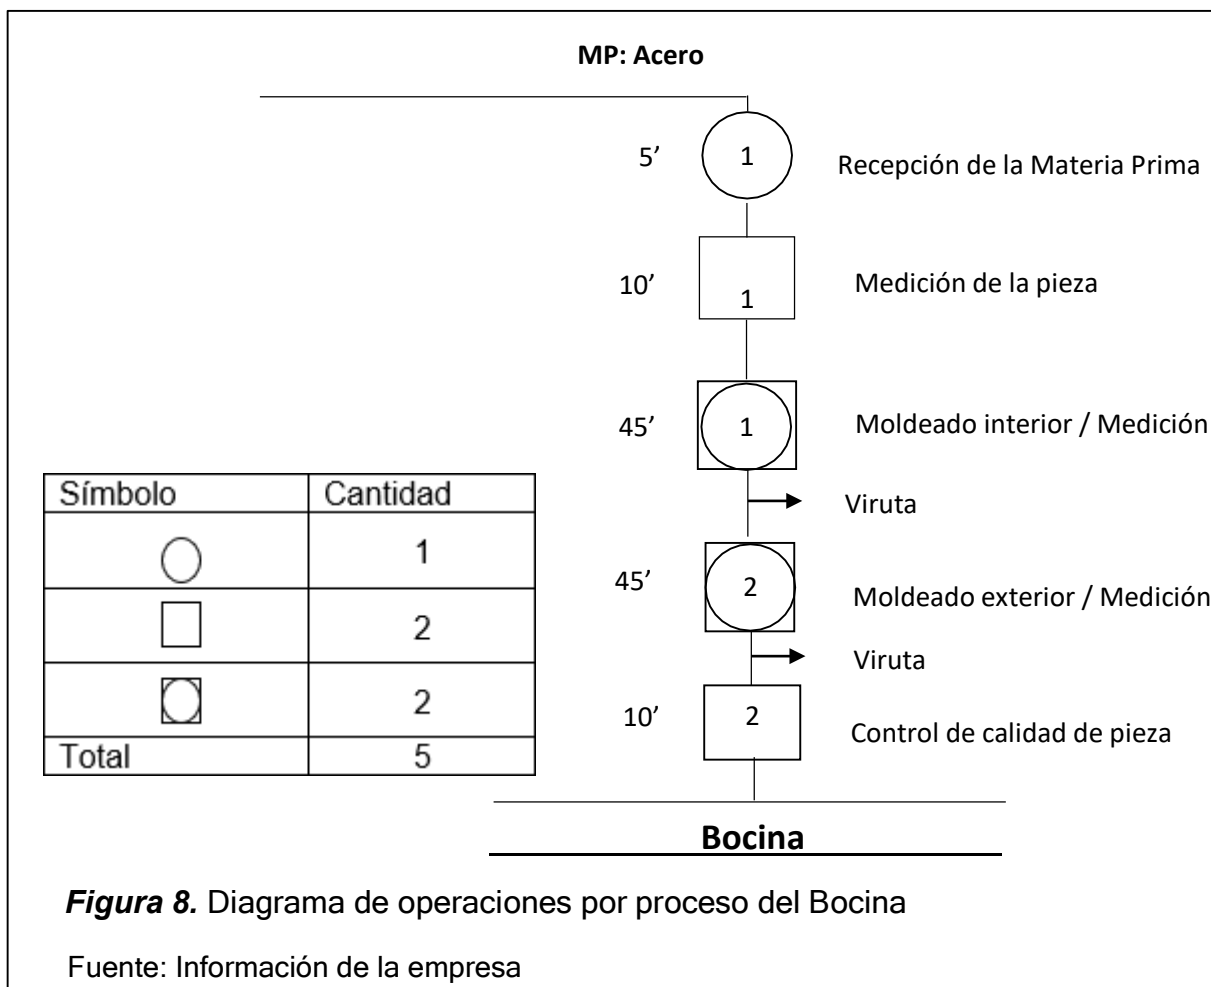 MP: Acero
5’ 1 Recepción de la Materia Prima
10’ 1 Medición de la pieza
45’ 1 Moldeado interior / Medición
Viruta
45’ 2 Moldeado exterior / Medición
Viruta
10’ 2 Control de calidad de pieza
Bocina
Símbolo Cantidad
1
2
2
Total 5
Figura 8. Diagrama de operaciones por proceso del Bocina
Fuente: Información de la empresa